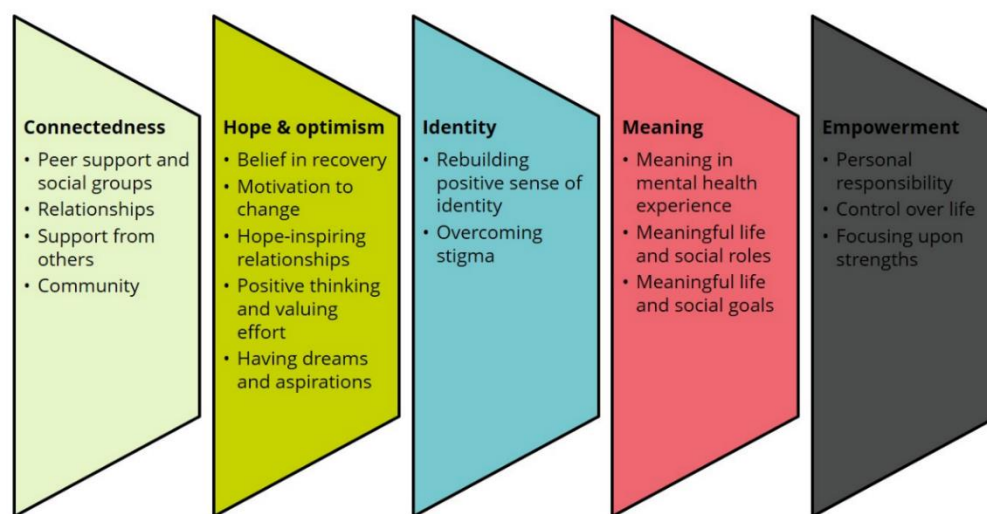 Connectedness
• Peer support and
social groups
• Relationships
• Support from
others
• Community
Hope & optimism
• Belief in recovery
• Motivation to
change
• Hope-inspiring
relationships
• Positive thinking
and valuing
effort
• Having dreams
and aspirations
Identity
• Rebuilding
positive sense of
identity
• Overcoming
stigma
Meaning
• Meaning in
mental health
experience
• Meaningful life
and social roles
• Meaningful life
and social goals
Empowerment
• Personal
responsibility
• Control over life
• Focusing upon
strengths